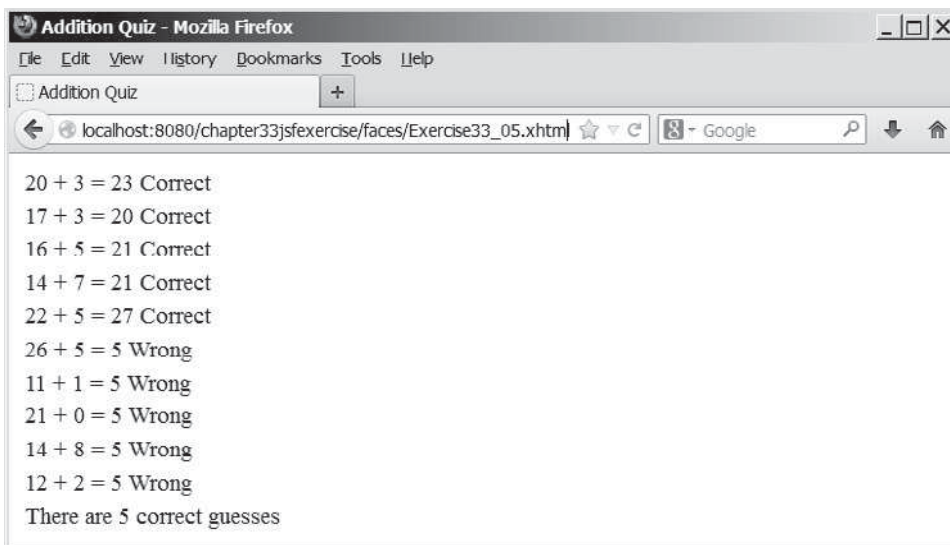 Addition Quiz - Mozilla Firefox
File Edit View History Bookmarks Tools Help
Addition Quiz +
localhost:8080/chapter33jsfexercise/faces/Exercise33_05.xhtml 8 - Google
20 + 3 = 23 Correct
17 + 3 = 20 Correct
16 + 5 = 21 Correct
14 + 7 = 21 Correct
22 + 5 = 27 Correct
26 + 5 = 5 Wrong
11 + 1 = 5 Wrong
21 + 0 = 5 Wrong
14 + 8 = 5 Wrong
12 + 2 = 5 Wrong
There are 5 correct guesses